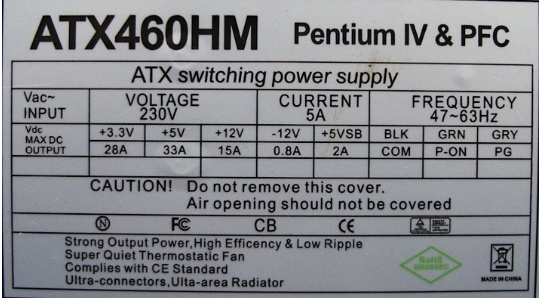 ATX460HM Pentium IV & PFC
ATX switching power supply
Vac~ INPUT VOLTAGE 230V CURRENT 5A FREQUENCY 47~63Hz
Vdc MAX DC OUTPUT +3.3V +5V +12V -12V +5VSB BLK GRN GRY
28A 33A 15A 0.8A 2A COM P-ON PG
CAUTION! Do not remove this cover.
Air opening should not be covered
N FC CB CE
Strong Output Power,High Efficency & Low Ripple
Super Quiet Thermostatic Fan
Complies with CE Standard
Ultra-connectors,Ulta-area Radiator
RoHS
MADE IN CHINA